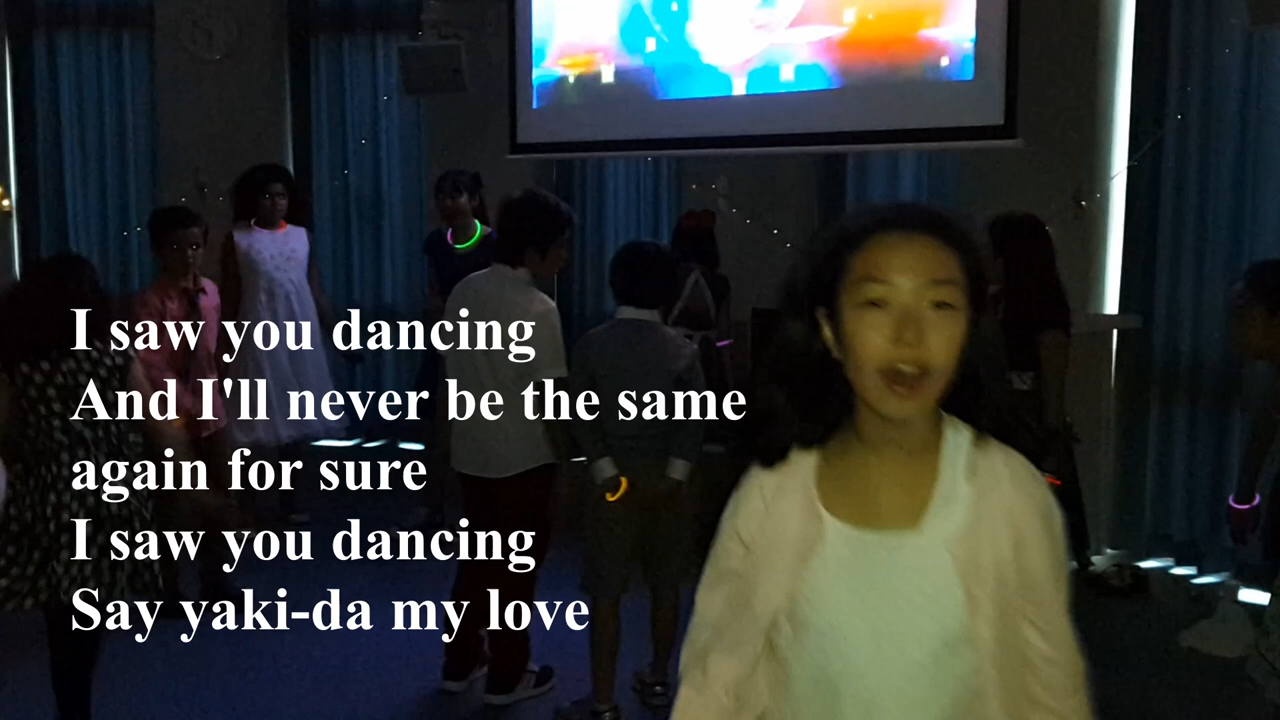 I saw you dancing
And I'll never be the same
again for sure
I saw you dancing
Say yaki-da my love